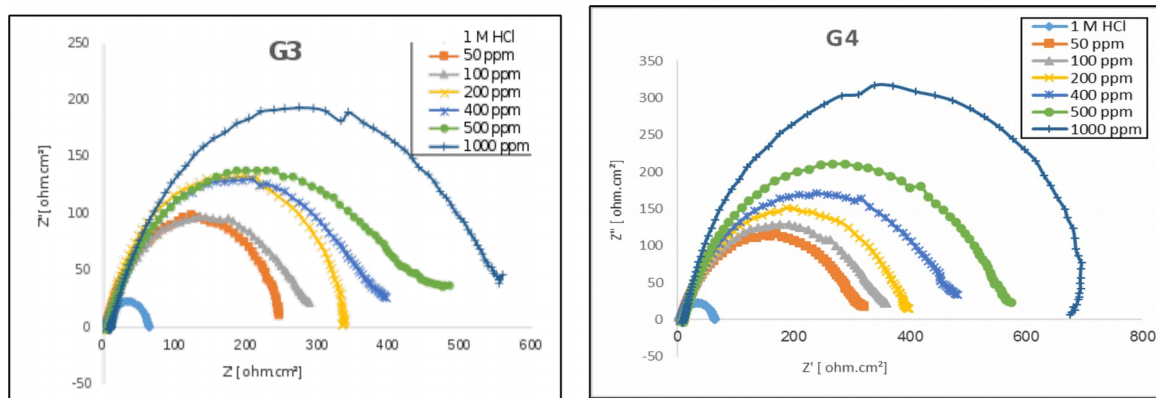 G3
1 M HCl
50 ppm
100 ppm
200 ppm
400 ppm
500 ppm
1000 ppm
Z" [ ohm.cm²]
250
200
150
100
50
0
-50
0 100 200 300 400 500 600
Z' [ ohm.cm²]
G4
1 M HCl
50 ppm
100 ppm
200 ppm
400 ppm
500 ppm
1000 ppm
Z" [ ohm.cm²]
350
300
250
200
150
100
50
0
-50
0 200 400 600 800
Z' [ ohm.cm²]